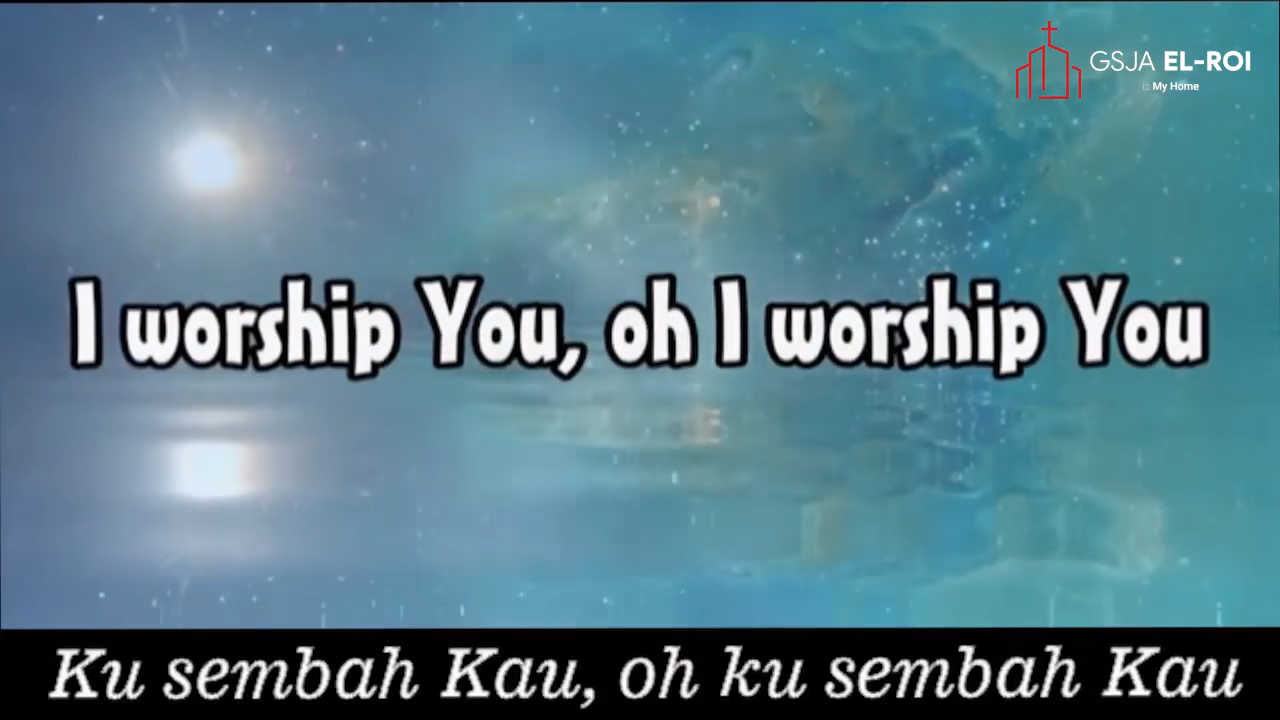 GSJA EL-ROI
is My Home
I worship You, oh I worship You
Ku sembah Kau, oh ku sembah Kau